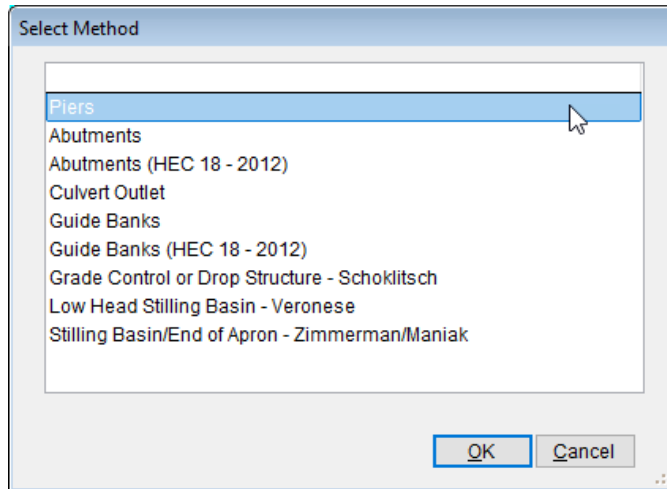 Select Method
Piers
Abutments
Abutments (HEC 18 - 2012)
Culvert Outlet
Guide Banks
Guide Banks (HEC 18 - 2012)
Grade Control or Drop Structure - Schoklitsch
Low Head Stilling Basin - Veronese
Stilling Basin/End of Apron - Zimmerman/Maniak
OK Cancel